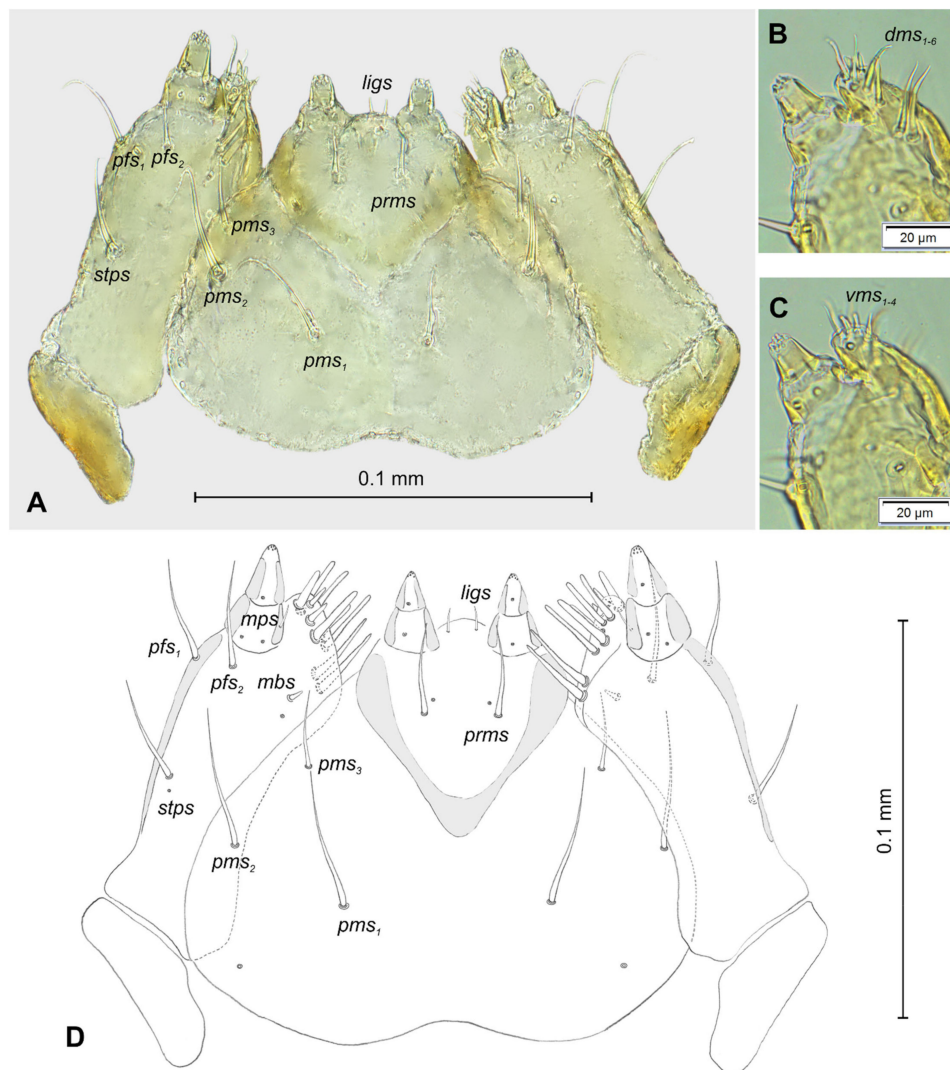 B dms₁₋₆
ligs
pfs₁ pfs₂
prms
pms₃
20 µm
stps
pms₂
C vms₁₋₄
pms₁
0.1 mm
20 µm
A
ligs
mps
pfs₁
pfs₂ mbs
prms
pms₃
stps
0.1 mm
pms₂
pms₁
D